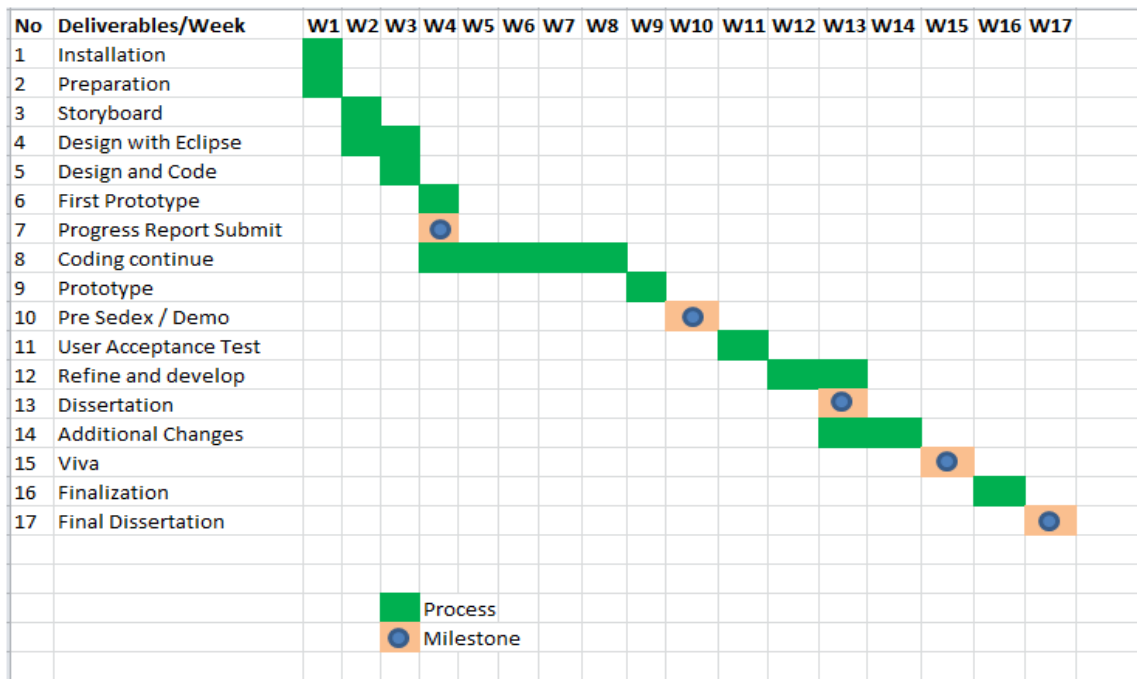 No Deliverables/Week W1 W2 W3 W4 W5 W6 W7 W8 W9 W10 W11 W12 W13 W14 W15 W16 W17
1 Installation
2 Preparation
3 Storyboard
4 Design with Eclipse
5 Design and Code
6 First Prototype
7 Progress Report Submit
8 Coding continue
9 Prototype
10 Pre Sedex / Demo
11 User Acceptance Test
12 Refine and develop
13 Dissertation
14 Additional Changes
15 Viva
16 Finalization
17 Final Dissertation
Process
Milestone